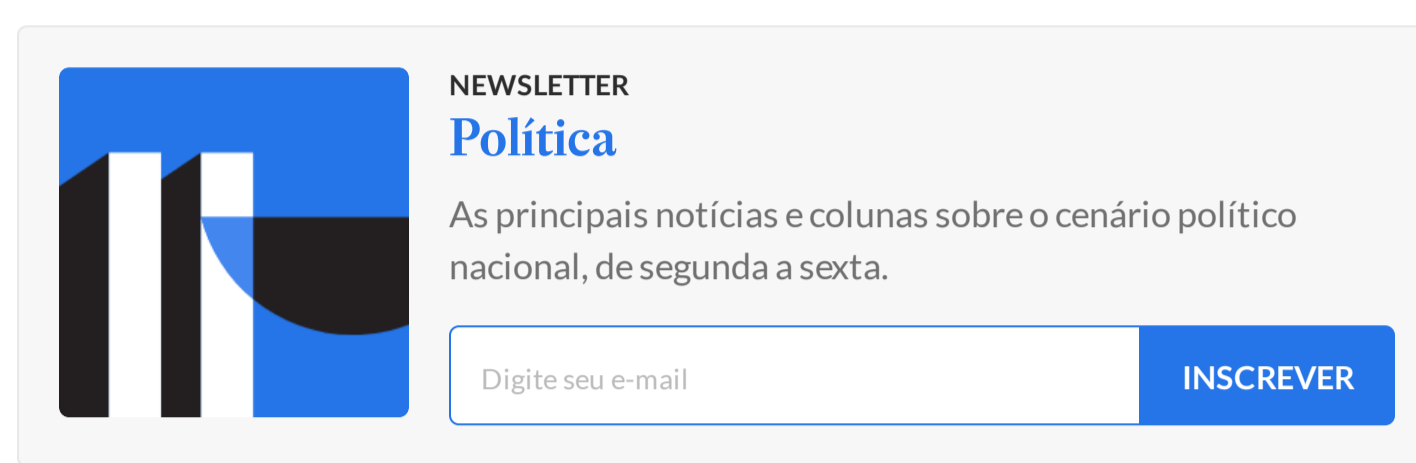 NEWSLETTER
Política
As principais notícias e colunas sobre o cenário político
nacional, de segunda a sexta.
Digite seu e-mail
INSCREVER